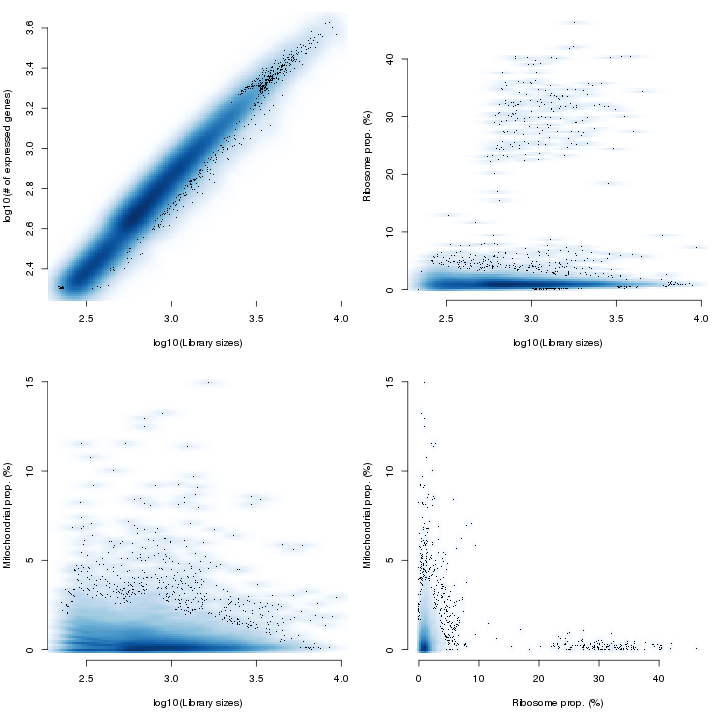 log10(# of expressed genes)
2.4 2.6 2.8 3.0 3.2 3.4 3.6
2.5 3.0 3.5 4.0
log10(Library sizes)
Ribosome prop. (%)
0 10 20 30 40
2.5 3.0 3.5 4.0
log10(Library sizes)
Mitochondrial prop. (%)
0 5 10 15
2.5 3.0 3.5 4.0
log10(Library sizes)
Mitochondrial prop. (%)
0 5 10 15
0 10 20 30 40
Ribosome prop. (%)